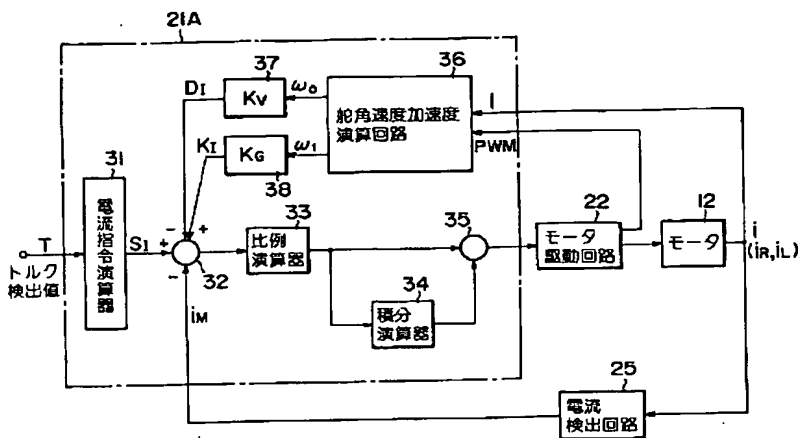 21A
36
37
DI
KV
ωo
舵角速度加速度
演算回路
I
PWM
KI
KG
ω1
38
31
電流指令演算器
T
トルク
検出値
SI
+
-
+
-
32
33
比例
演算器
35
34
積分
演算器
22
モータ
駆動回路
12
モータ
i
(iR,iL)
iM
25
電流
検出回路